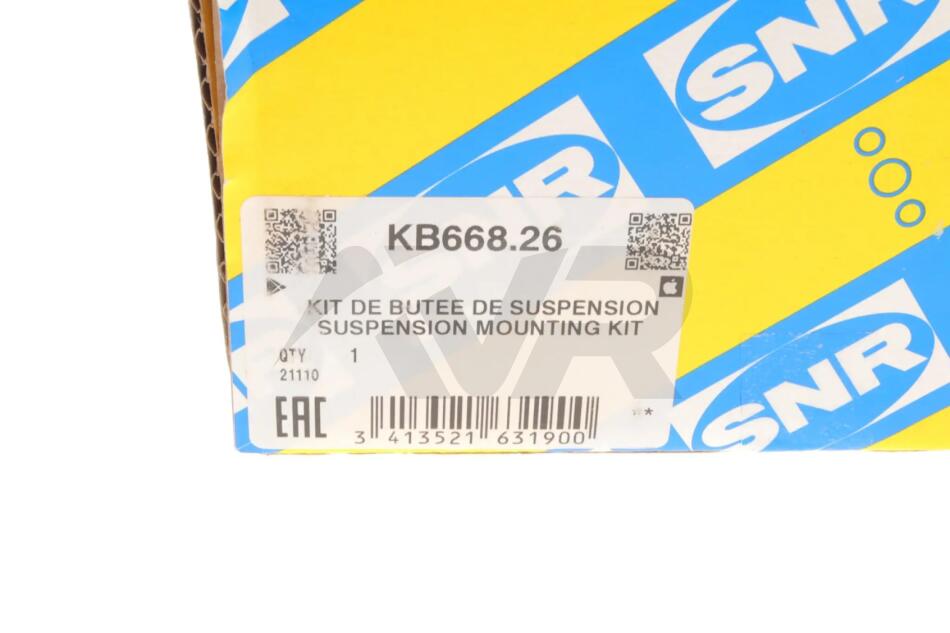 SNR
SNR
KB668.26
KIT DE BUTEE DE SUSPENSION
SUSPENSION MOUNTING KIT
QTY 1
21110
EAC
3 413521 631900
**
VR
SNR